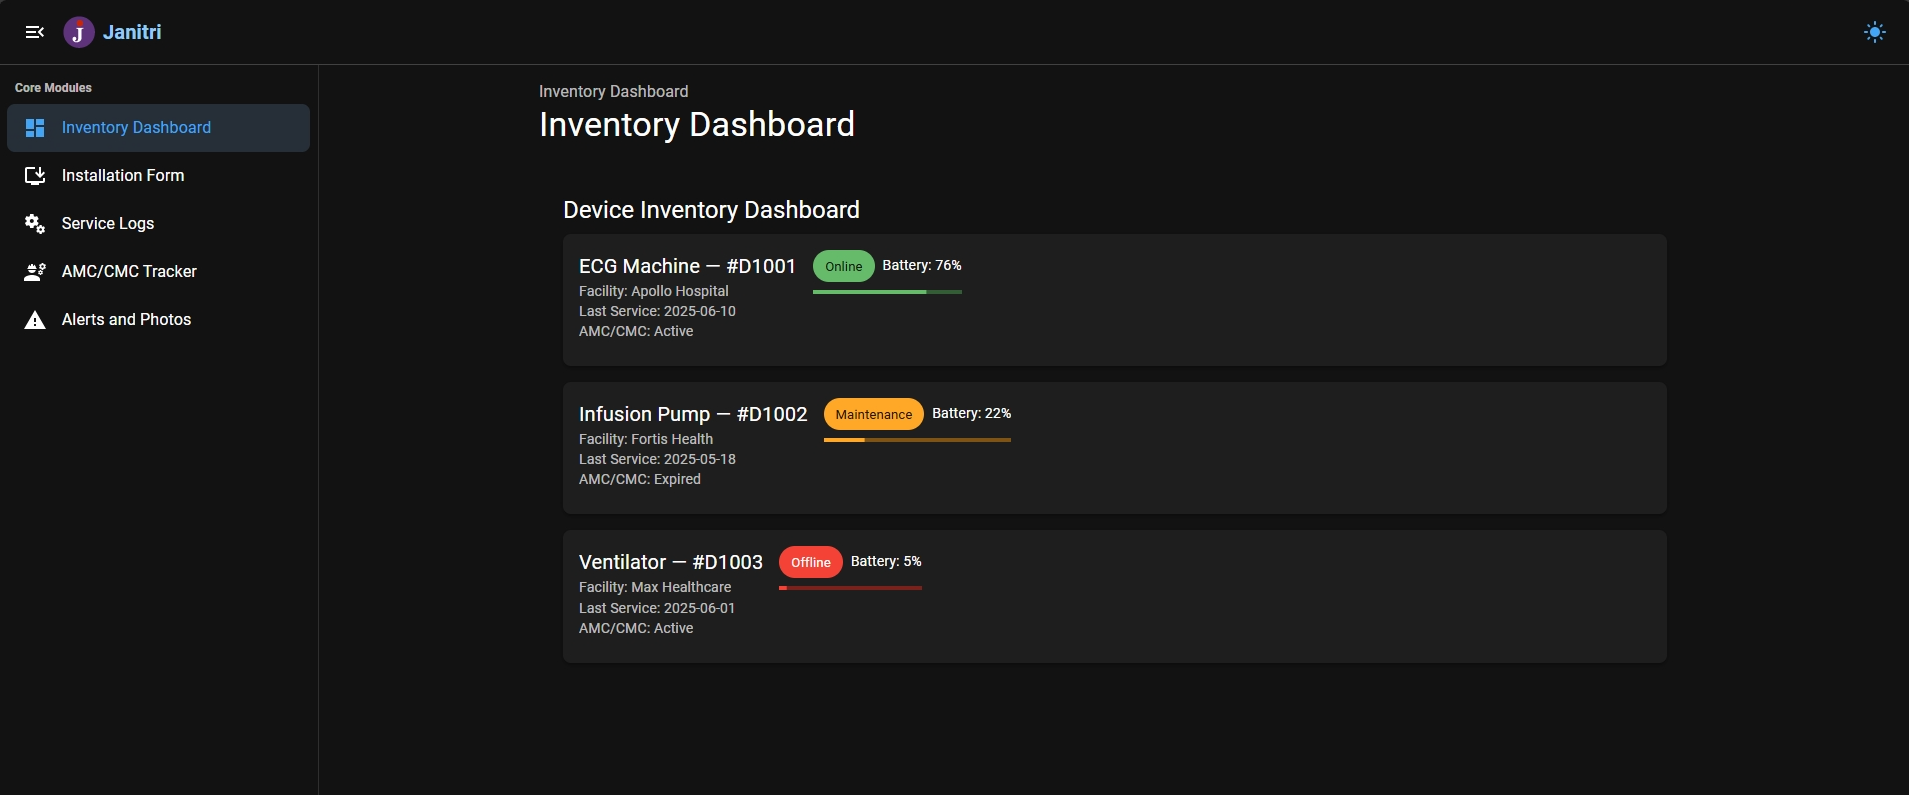 J Janitri
Core Modules
Inventory Dashboard
Installation Form
Service Logs
AMC/CMC Tracker
Alerts and Photos
Inventory Dashboard
Inventory Dashboard
Device Inventory Dashboard
ECG Machine — #D1001 Online Battery: 76%
Facility: Apollo Hospital
Last Service: 2025-06-10
AMC/CMC: Active
Infusion Pump — #D1002 Maintenance Battery: 22%
Facility: Fortis Health
Last Service: 2025-05-18
AMC/CMC: Expired
Ventilator — #D1003 Offline Battery: 5%
Facility: Max Healthcare
Last Service: 2025-06-01
AMC/CMC: Active